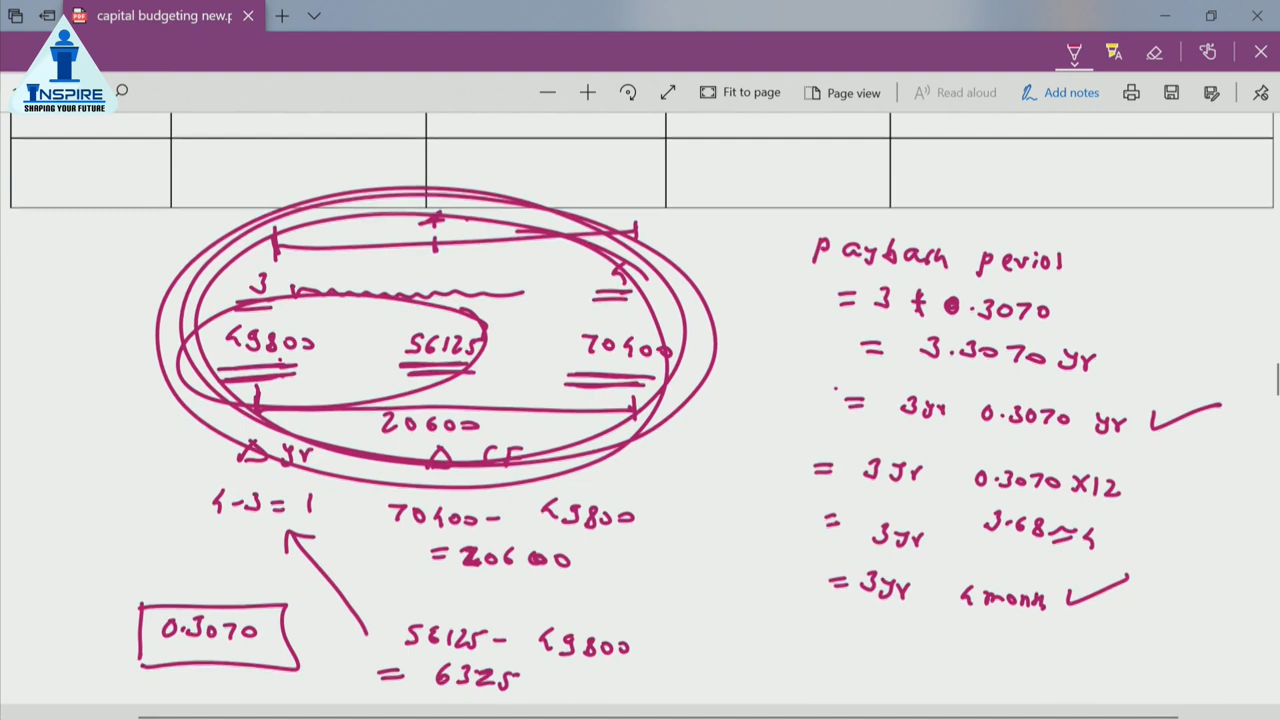 capital budgeting new.p
INSPIRE
SHAPING YOUR FUTURE
Fit to page
Page view
Read aloud
Add notes
3
4
49800 56125 70400
20600
Δ yr Δ CF
4-3= 1 70400- 49800
= 20600
0.3070
56125- 49800
= 6325
payback period
= 3 + 0.3070
= 3.3070 yr
= 3yr 0.3070 yr
= 3yr 0.3070 X12
= 3yr 3.68≃4
= 3yr 4 month